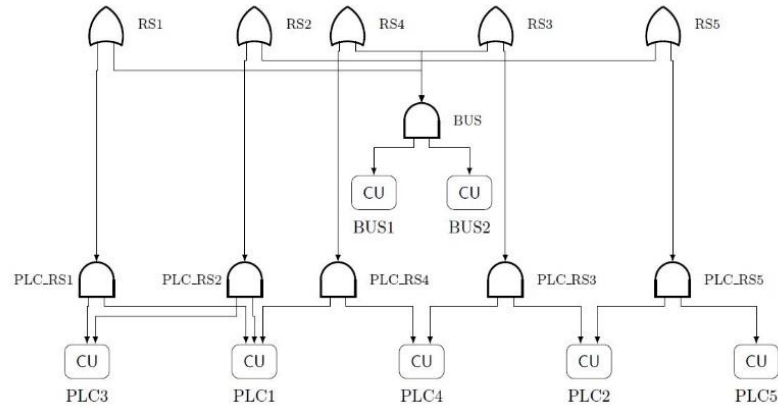 RS1 RS2 RS4 RS3 RS5
BUS
CU CU
BUS1 BUS2
PLC_RS1 PLC_RS2 PLC_RS4 PLC_RS3 PLC_RS5
CU CU CU CU CU
PLC3 PLC1 PLC4 PLC2 PLC5